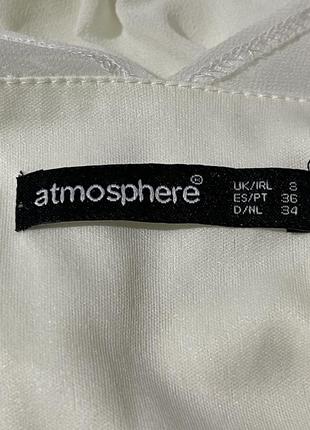 atmosphere®
UK/IRL 8
ES/PT 36
D/NL 34